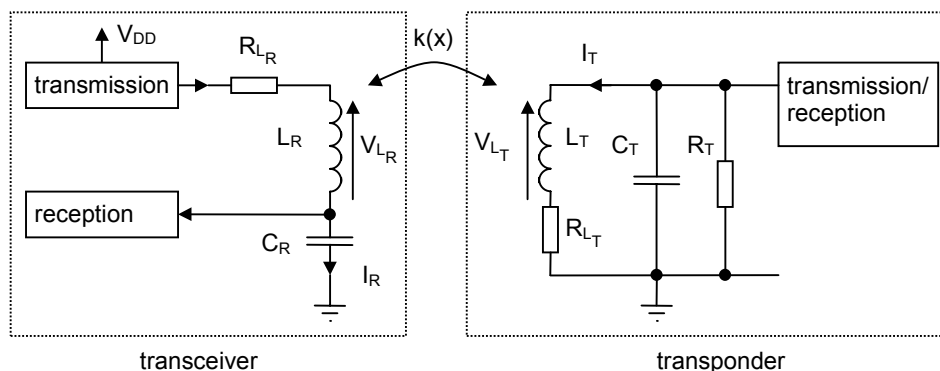 V_DD
transmission
R_L_R
L_R
V_L_R
reception
C_R
I_R
transceiver
k(x)
I_T
transmission/
reception
V_L_T
L_T
C_T
R_T
R_L_T
transponder